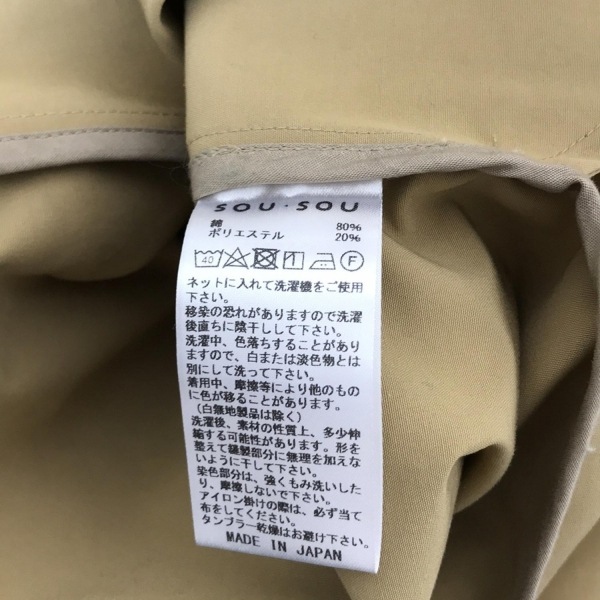 SOU・SOU
綿 80%
ポリエステル 20%
40 F
ネットに入れて洗濯機をご使用
下さい。
移染の恐れがありますので洗濯
後直ちに陰干しして下さい。
洗濯中、色落ちすることがあり
ますので、白または淡色物とは
別にして洗って下さい。
着用中、摩擦等により他のもの
に色が移ることがあります。
(白無地製品は除く)
洗濯後、素材の性質上、多少伸
縮する可能性があります。形を
整えて縫製部分に無理を加えな
いように干して下さい。
染色部分は、強くもみ洗いした
り、摩擦しないで下さい。
アイロン掛けの際は、必ず当て
布をしてください。
タンブラー乾燥はお避け下さい。
MADE IN JAPAN